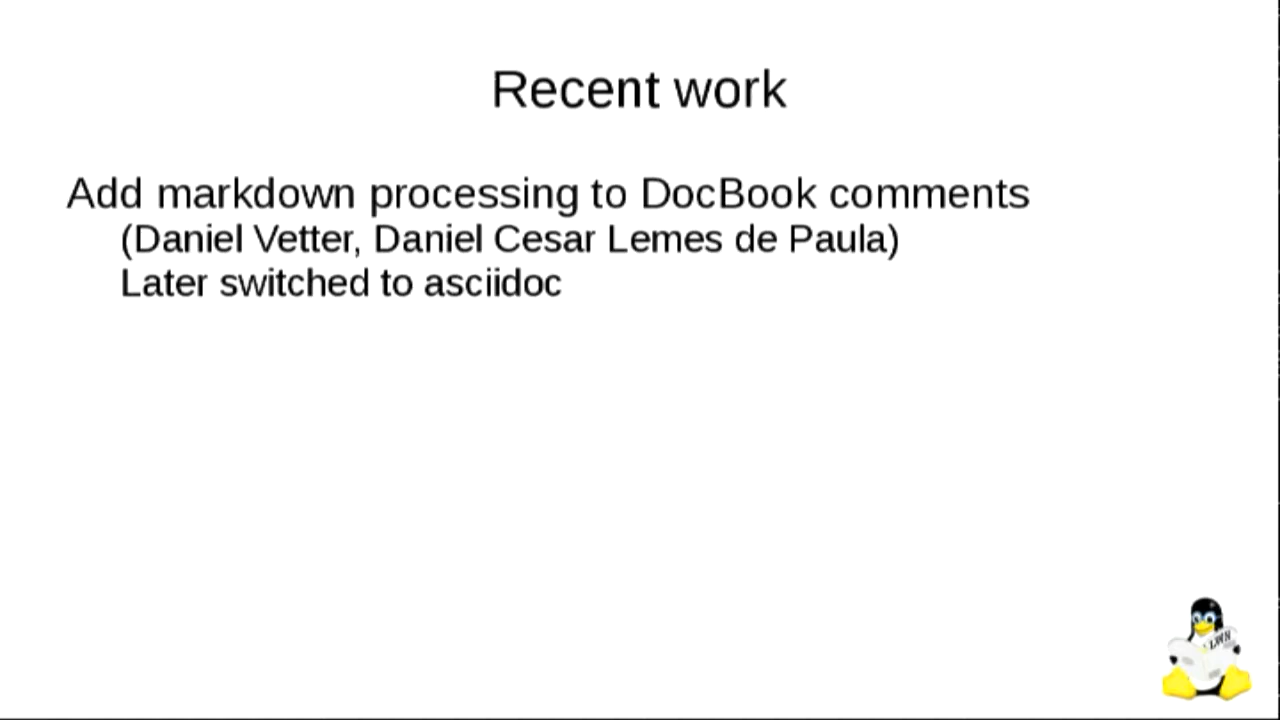 Recent work
Add markdown processing to DocBook comments
(Daniel Vetter, Daniel Cesar Lemes de Paula)
Later switched to asciidoc
LWN